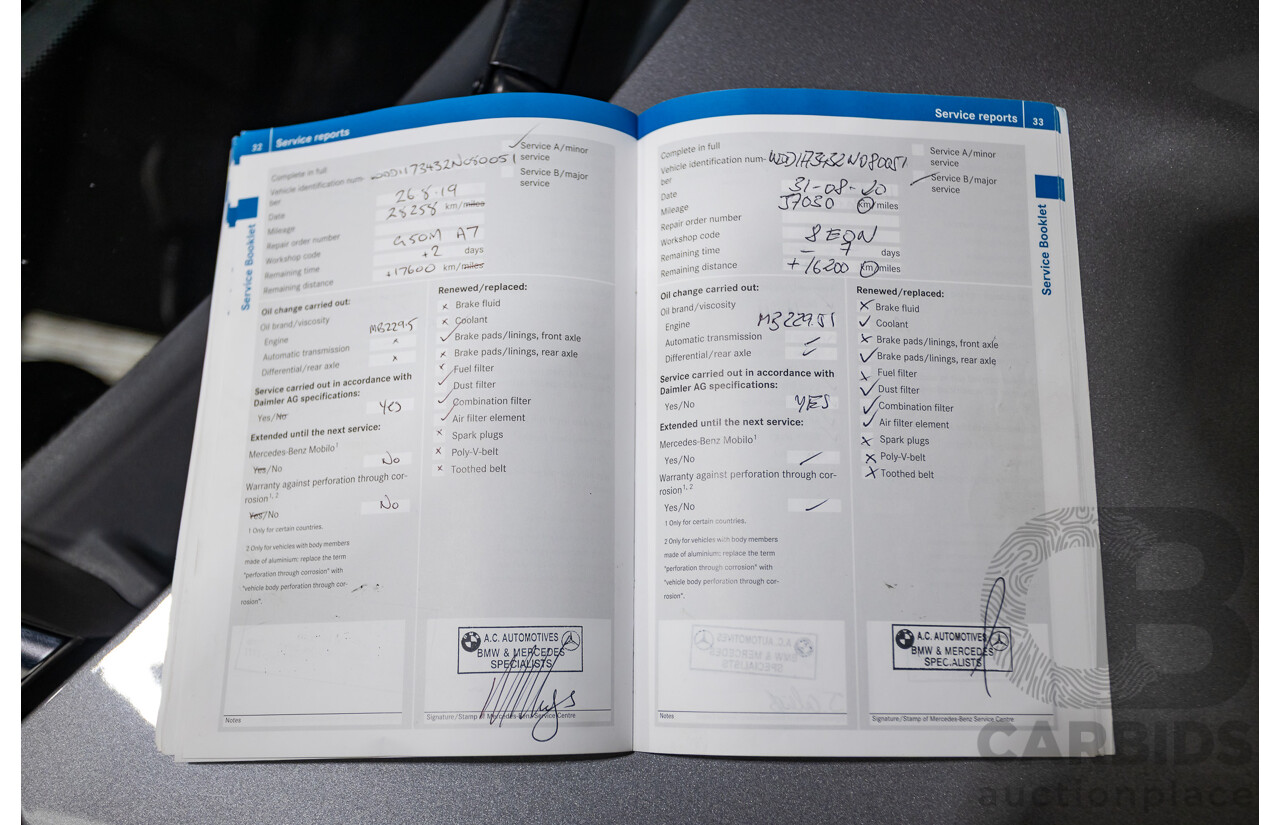 32 Service reports
Complete in full
Service A/minor service
Vehicle identification number WDD1173432N080051
Service B/major service
Date 26.8.19
Mileage 28258 km/miles
Repair order number
Workshop code
Remaining time +2 days
Remaining distance +17600 km/miles
Oil change carried out:
Oil brand/viscosity
Engine MB229.5
Automatic transmission x
Differential/rear axle x
Service carried out in accordance with
Daimler AG specifications:
Yes/No YES
Extended until the next service:
Mercedes-Benz Mobilo1
Yes/No No
Warranty against perforation through cor-
rosion1, 2
Yes/No No
1 Only for certain countries.
2 Only for vehicles with body members
made of aluminium: replace the term
"perforation through corrosion" with
"vehicle body perforation through cor-
rosion".
Notes
Renewed/replaced:
x Brake fluid
x Coolant
✓ Brake pads/linings, front axle
x Brake pads/linings, rear axle
x Fuel filter
✓ Dust filter
✓ Combination filter
✓ Air filter element
x Spark plugs
x Poly-V-belt
x Toothed belt
A.C. AUTOMOTIVES
BMW & MERCEDES
SPECIALISTS
Signature/Stamp of Mercedes-Benz Service Centre
Service Booklet
Service reports 33
Complete in full
Service A/minor service
Vehicle identification number WDD1173432N080051
Service B/major service
Date 31-08-20
Mileage 37030 km/miles
Repair order number
Workshop code
Remaining time - 7 days
Remaining distance +16200 km/miles
Oil change carried out:
Oil brand/viscosity
Engine MB229.51
Automatic transmission
Differential/rear axle
Service carried out in accordance with
Daimler AG specifications:
Yes/No YES
Extended until the next service:
Mercedes-Benz Mobilo1
Yes/No
Warranty against perforation through cor-
rosion1, 2
Yes/No
1 Only for certain countries.
2 Only for vehicles with body members
made of aluminium: replace the term
"perforation through corrosion" with
"vehicle body perforation through cor-
rosion".
Notes
Renewed/replaced:
x Brake fluid
✓ Coolant
x Brake pads/linings, front axle
✓ Brake pads/linings, rear axle
x Fuel filter
✓ Dust filter
✓ Combination filter
✓ Air filter element
x Spark plugs
x Poly-V-belt
x Toothed belt
A.C. AUTOMOTIVES
BMW & MERCEDES
SPECIALISTS
Signature/Stamp of Mercedes-Benz Service Centre
Service Booklet
CARBIDS
auctionplace